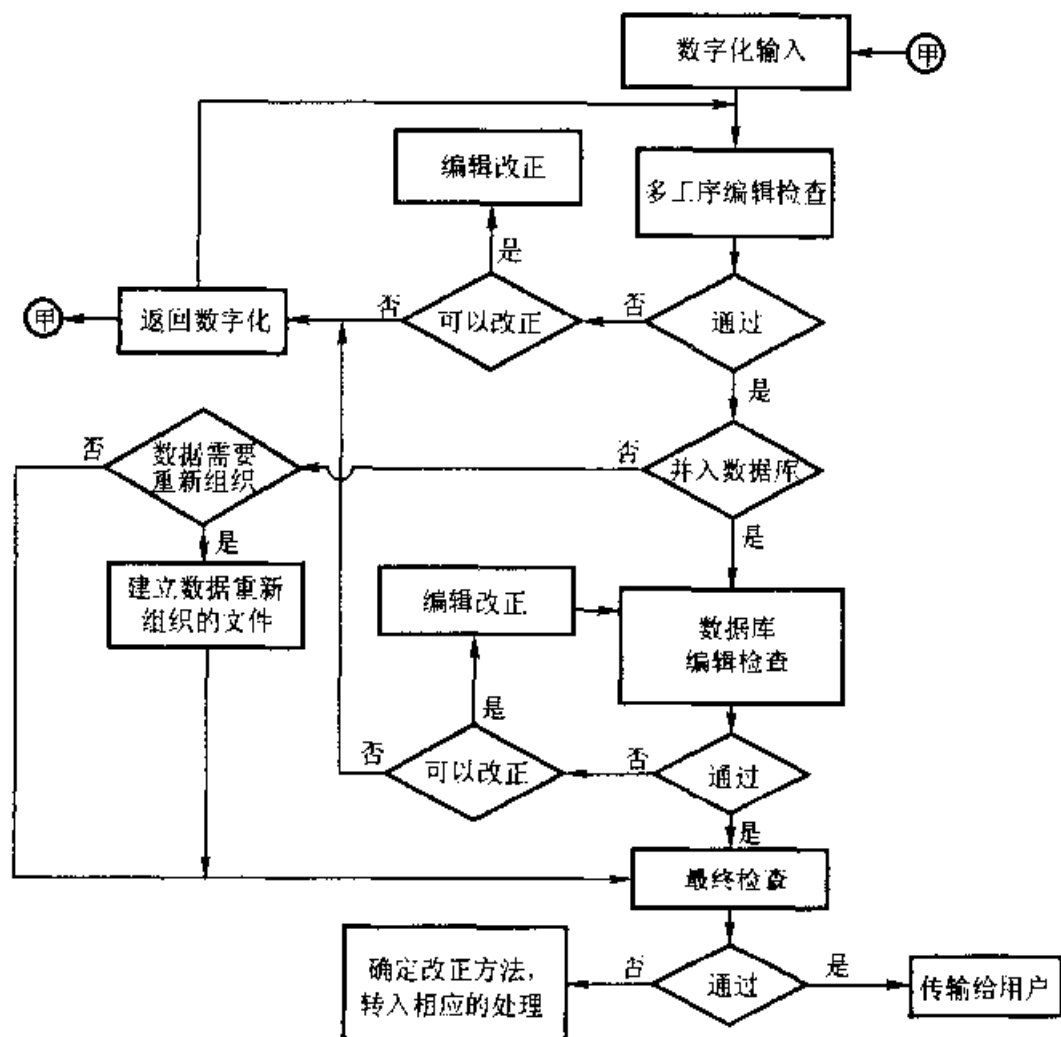 数字化输入
甲
编辑改正
多工序编辑检查
是
甲
返回数字化
否
可以改正
否
通过
是
否
数据需要
重新组织
否
并入数据库
是
是
建立数据重新
组织的文件
编辑改正
数据库
编辑检查
是
否
可以改正
否
通过
是
最终检查
确定改正方法，
转入相应的处理
否
通过
是
传输给用户